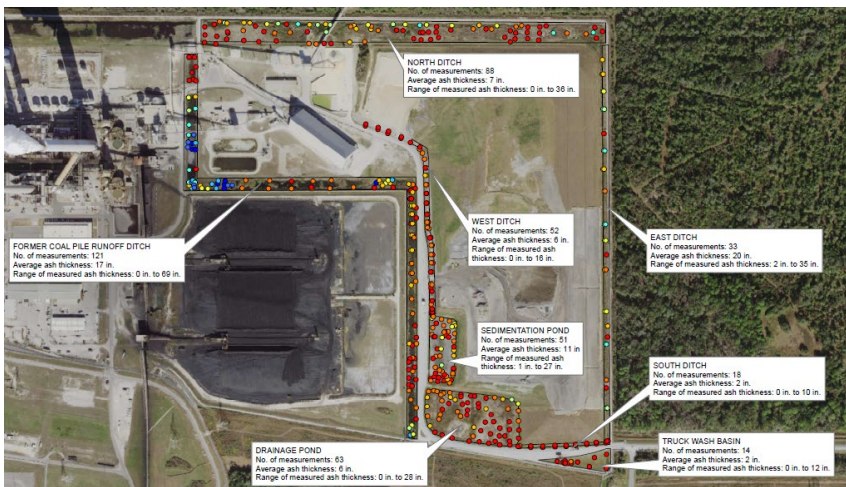 NORTH DITCH
No. of measurements: 88
Average ash thickness: 7 in.
Range of measured ash thickness: 0 in. to 36 in.
WEST DITCH
No. of measurements: 52
Average ash thickness: 6 in.
Range of measured ash
thickness: 0 in. to 16 in.
EAST DITCH
No. of measurements: 33
Average ash thickness: 20 in.
Range of measured ash thickness: 2 in. to 35 in.
FORMER COAL PILE RUNOFF DITCH
No. of measurements: 121
Average ash thickness: 17 in.
Range of measured ash thickness: 0 in. to 69 in.
SEDIMENTATION POND
No. of measurements: 51
Average ash thickness: 11 in
Range of measured ash
thickness: 1 in. to 27 in.
SOUTH DITCH
No. of measurements: 18
Average ash thickness: 2 in.
Range of measured ash thickness: 0 in. to 10 in.
DRAINAGE POND
No. of measurements: 63
Average ash thickness: 6 in.
Range of measured ash thickness: 0 in. to 28 in.
TRUCK WASH BASIN
No. of measurements: 14
Average ash thickness: 2 in.
Range of measured ash thickness: 0 in. to 12 in.